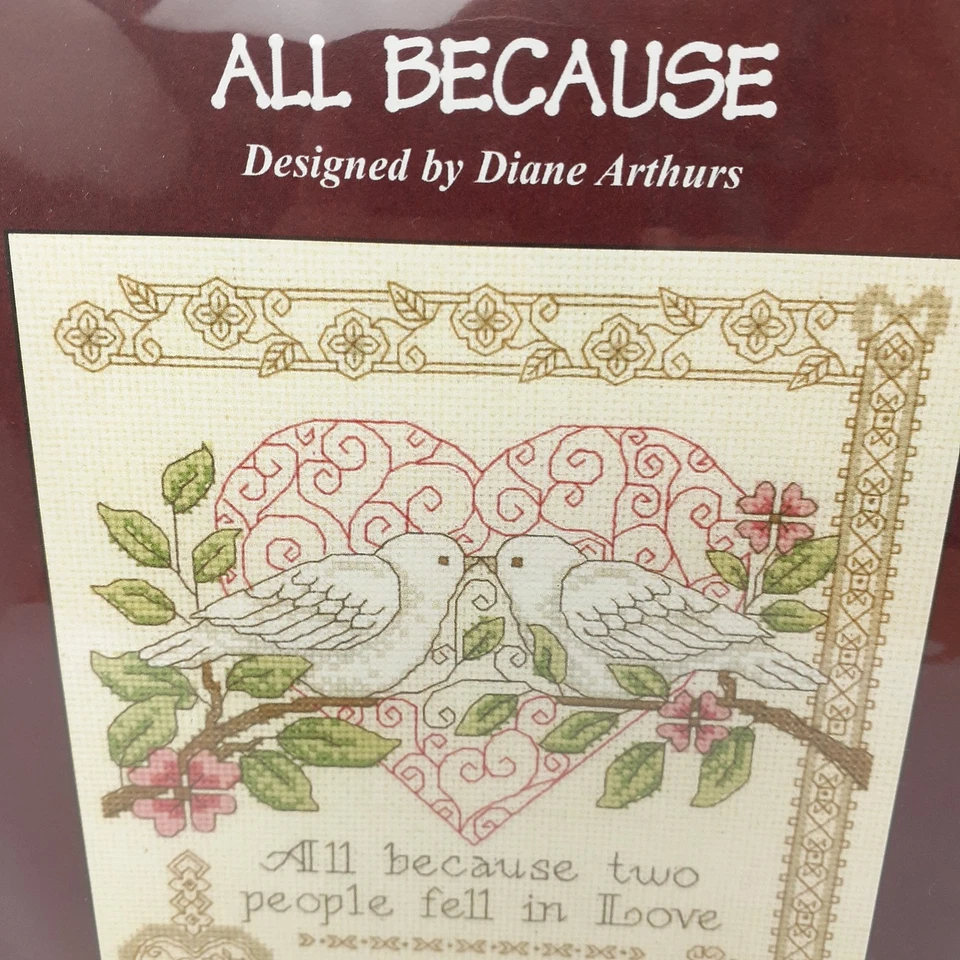 ALL BECAUSE
Designed by Diane Arthurs
All because two
people fell in Love